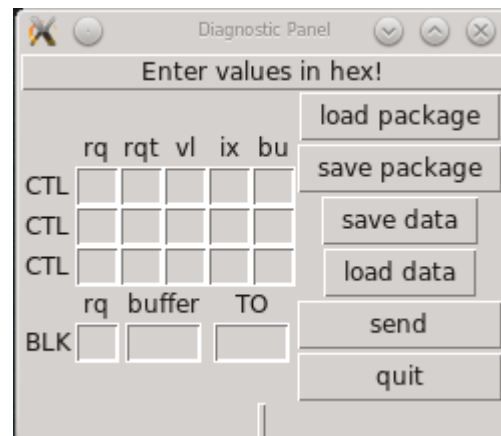 Diagnostic Panel
Enter values in hex!
load package
rq rqt vl ix bu
save package
CTL
CTL
save data
CTL
load data
rq buffer TO
send
BLK
quit